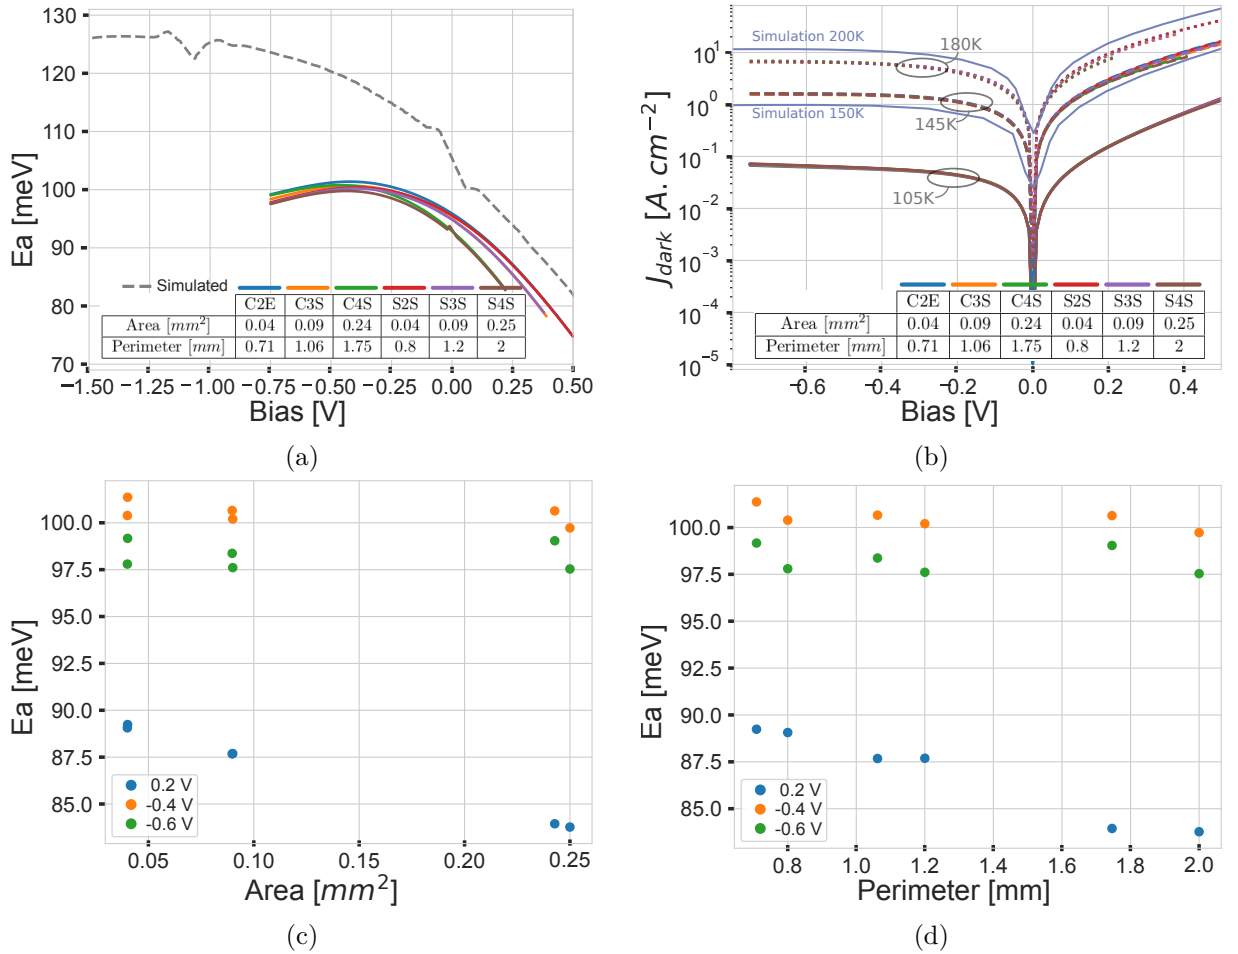 130
120
110
100
90
80
70
Ea [meV]
Simulated
C2E C3S C4S S2S S3S S4S
Area [mm²] 0.04 0.09 0.24 0.04 0.09 0.25
Perimeter [mm] 0.71 1.06 1.75 0.8 1.2 2
−1.50 −1.25 −1.00 −0.75 −0.50 −0.25 0.00 0.25 0.50
Bias [V]
(a)
J_dark [A.cm⁻²]
10¹
10⁰
10⁻¹
10⁻²
10⁻³
10⁻⁴
10⁻⁵
Simulation 200K
180K
Simulation 150K
145K
105K
C2E C3S C4S S2S S3S S4S
Area [mm²] 0.04 0.09 0.24 0.04 0.09 0.25
Perimeter [mm] 0.71 1.06 1.75 0.8 1.2 2
−0.6 −0.4 −0.2 0.0 0.2 0.4
Bias [V]
(b)
100.0
97.5
95.0
92.5
90.0
87.5
85.0
Ea [meV]
0.2 V
-0.4 V
-0.6 V
0.05 0.10 0.15 0.20 0.25
Area [mm²]
(c)
100.0
97.5
95.0
92.5
90.0
87.5
85.0
Ea [meV]
0.2 V
-0.4 V
-0.6 V
0.8 1.0 1.2 1.4 1.6 1.8 2.0
Perimeter [mm]
(d)